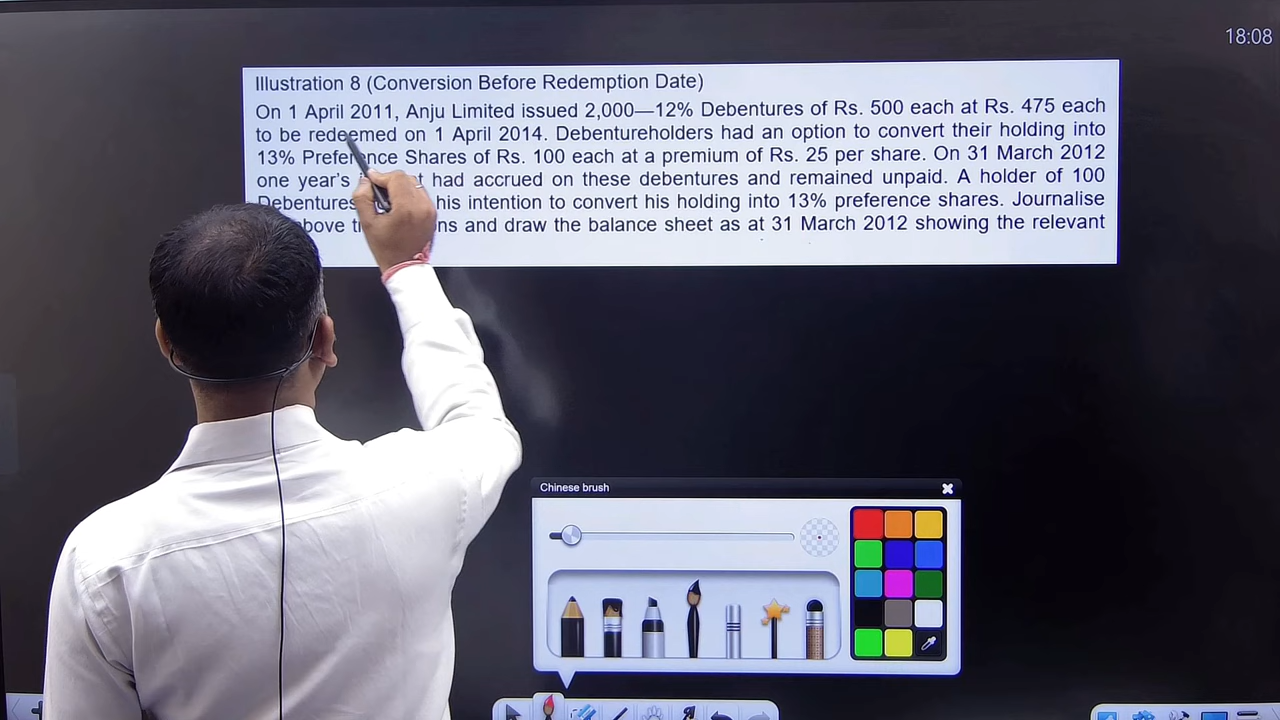 18:08
Illustration 8 (Conversion Before Redemption Date)
On 1 April 2011, Anju Limited issued 2,000—12% Debentures of Rs. 500 each at Rs. 475 each
to be redeemed on 1 April 2014. Debentureholders had an option to convert their holding into
13% Preference Shares of Rs. 100 each at a premium of Rs. 25 per share. On 31 March 2012
one year's had accrued on these debentures and remained unpaid. A holder of 100
Debentures his intention to convert his holding into 13% preference shares. Journalise
and draw the balance sheet as at 31 March 2012 showing the relevant
Chinese brush